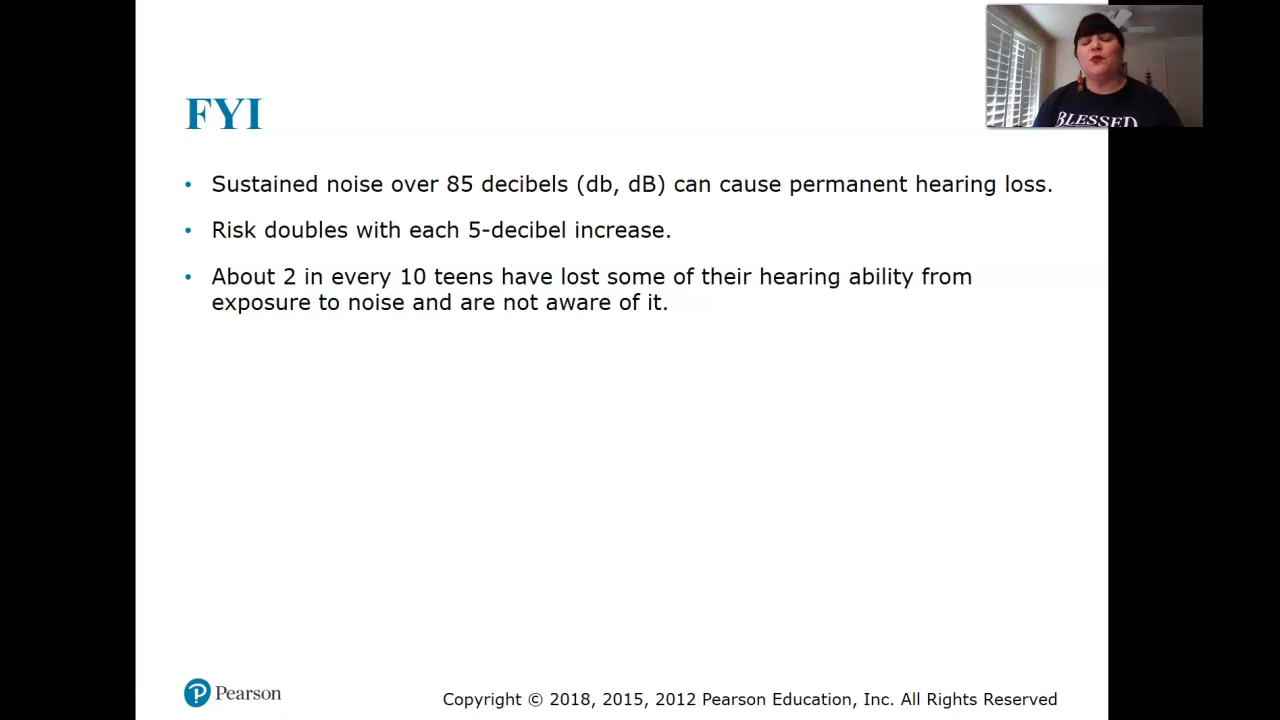 FYI
BLESSED
• Sustained noise over 85 decibels (db, dB) can cause permanent hearing loss.
• Risk doubles with each 5-decibel increase.
• About 2 in every 10 teens have lost some of their hearing ability from
exposure to noise and are not aware of it.
Pearson
Copyright © 2018, 2015, 2012 Pearson Education, Inc. All Rights Reserved